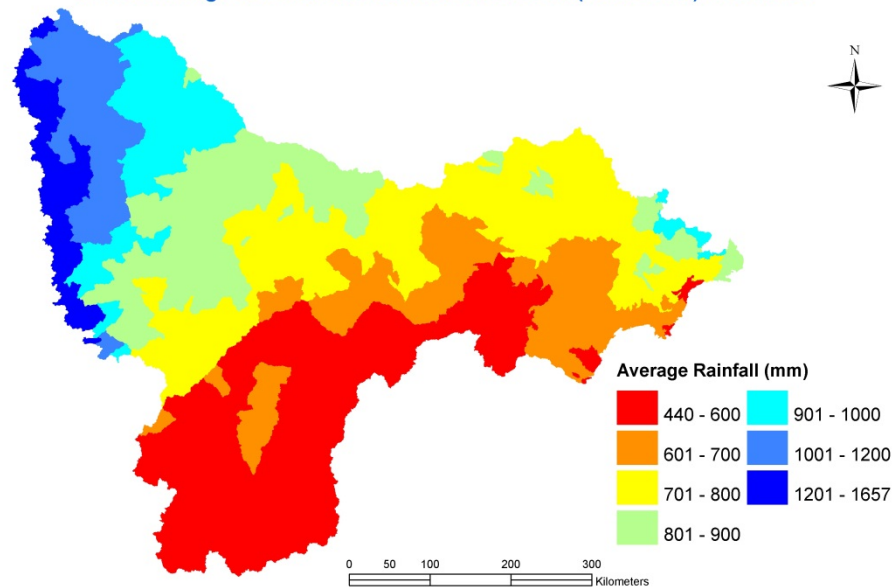 N
Average Rainfall (mm)
440 - 600
601 - 700
701 - 800
801 - 900
901 - 1000
1001 - 1200
1201 - 1657
0 50 100 200 300
Kilometers